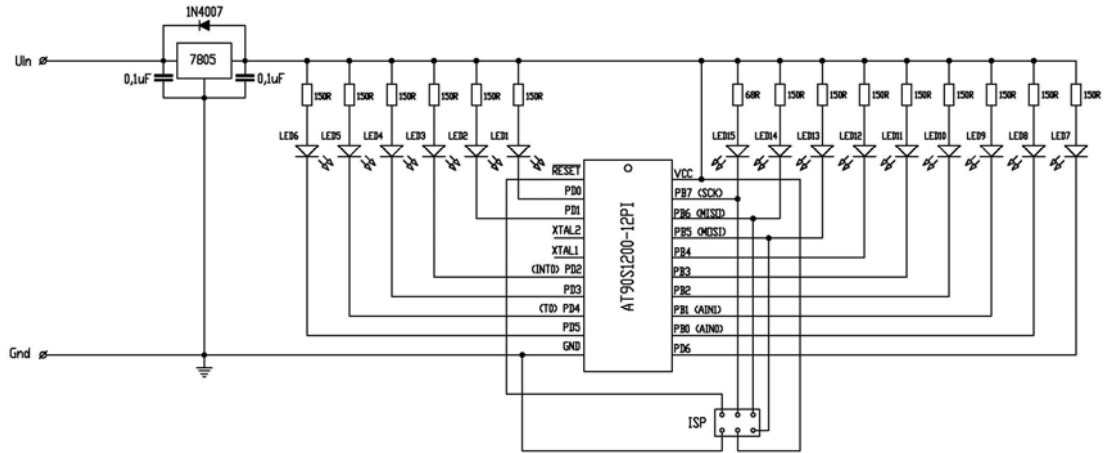 1N4007
Uin
7805
0,1uF
0,1uF
150R
150R
150R
150R
150R
150R
68R
150R
150R
150R
150R
150R
150R
150R
150R
LED6
LED5
LED4
LED3
LED2
LED1
LED15
LED14
LED13
LED12
LED11
LED10
LED9
LED8
LED7
RESET
PD0
PD1
XTAL2
XTAL1
(INT0) PD2
PD3
(T0) PD4
PD5
GND
AT90S1200-12PI
VCC
PB7 (SCK)
PB6 (MISO)
PB5 (MOSI)
PB4
PB3
PB2
PB1 (AIN1)
PB0 (AIN0)
PD6
Gnd
ISP